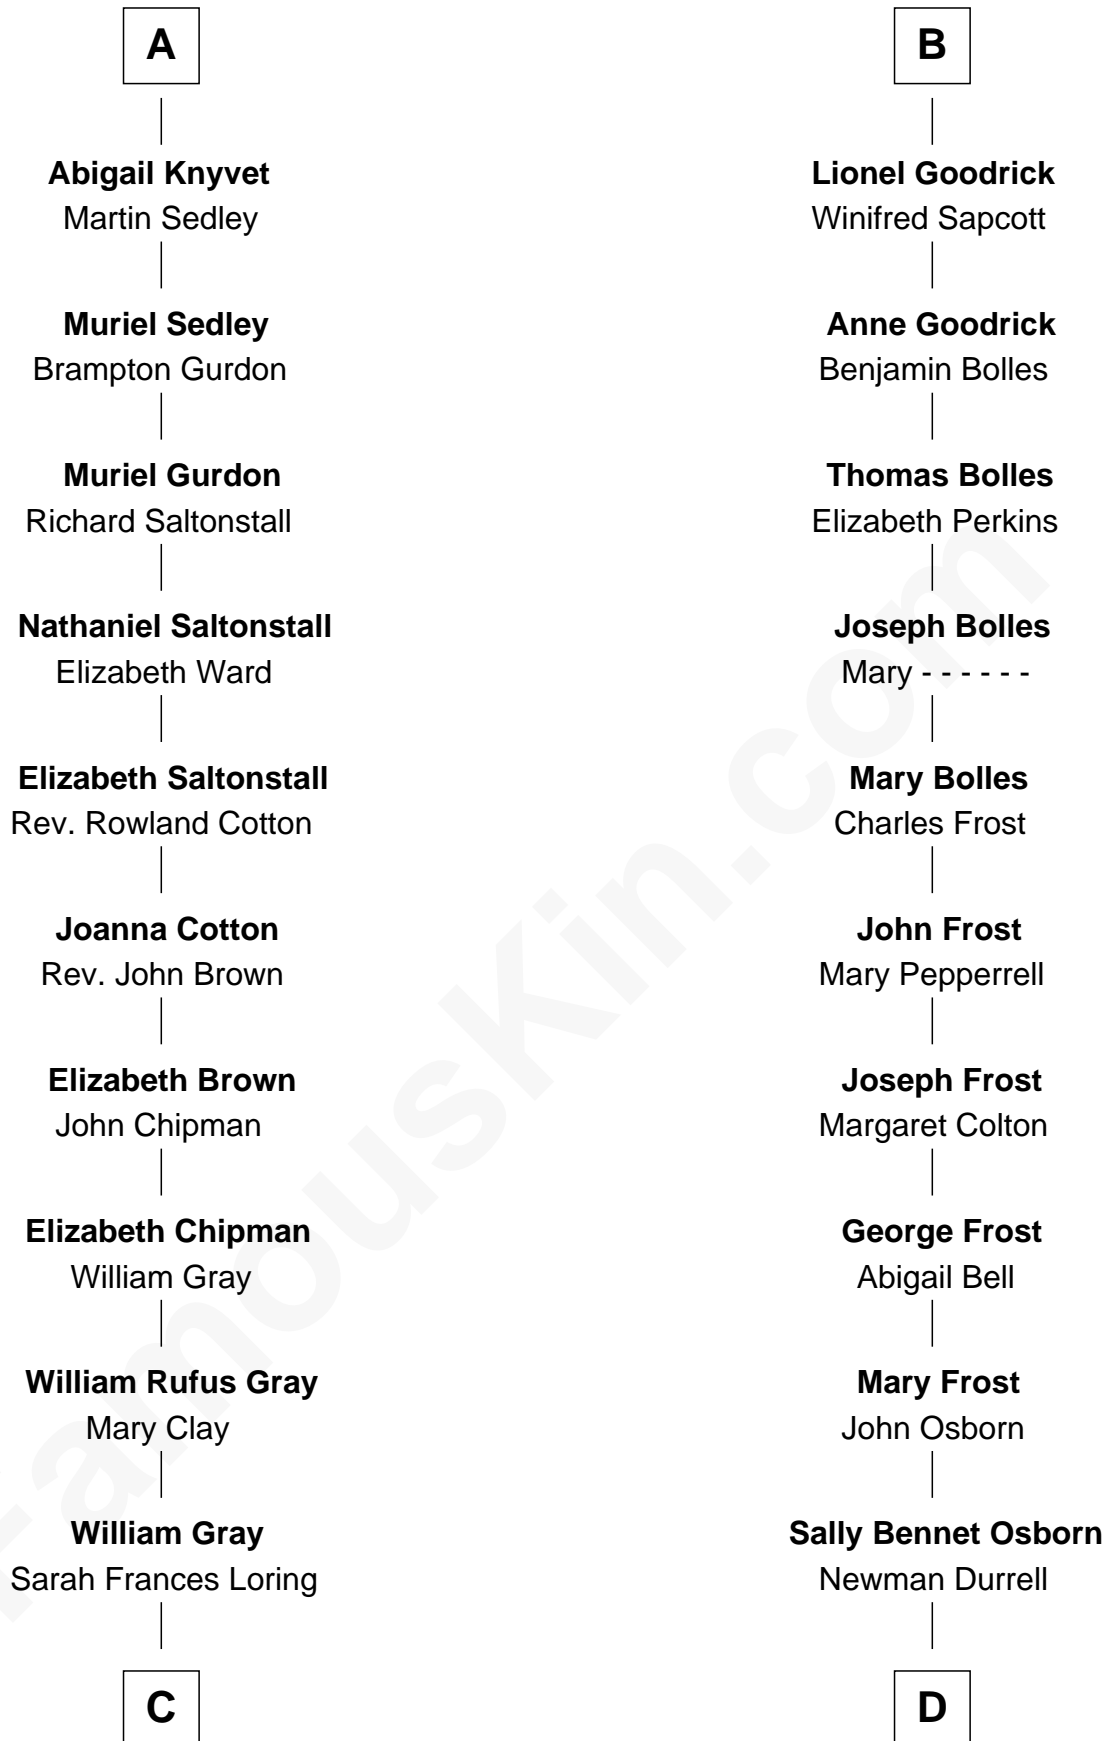 A
Abigail Knyvet
Martin Sedley
Muriel Sedley
Brampton Gurdon
Muriel Gurdon
Richard Saltonstall
Nathaniel Saltonstall
Elizabeth Ward
Elizabeth Saltonstall
Rev. Rowland Cotton
Joanna Cotton
Rev. John Brown
Elizabeth Brown
John Chipman
Elizabeth Chipman
William Gray
William Rufus Gray
Mary Clay
William Gray
Sarah Frances Loring
C
B
Lionel Goodrick
Winifred Sapcott
Anne Goodrick
Benjamin Bolles
Thomas Bolles
Elizabeth Perkins
Joseph Bolles
Mary - - - - - -
Mary Bolles
Charles Frost
John Frost
Mary Pepperrell
Joseph Frost
Margaret Colton
George Frost
Abigail Bell
Mary Frost
John Osborn
Sally Bennet Osborn
Newman Durrell
D
FamousKin.com